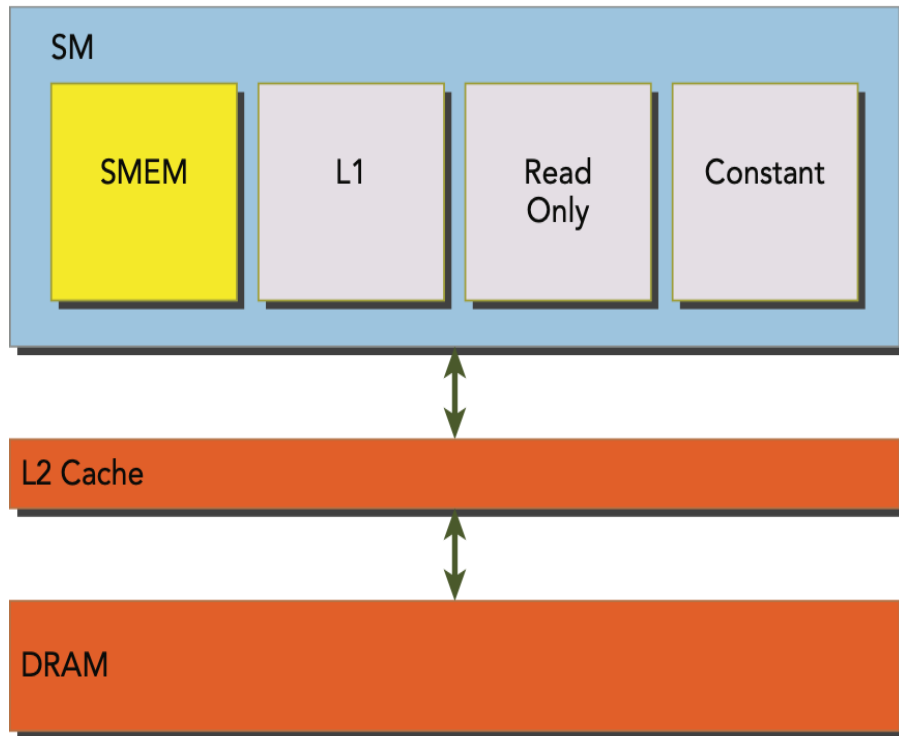 SM
SMEM
L1
Read
Only
Constant
L2 Cache
DRAM